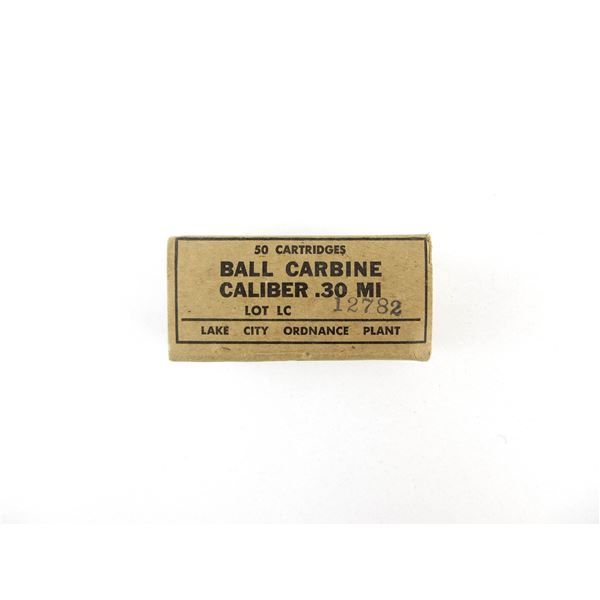 50 CARTRIDGES
BALL CARBINE
CALIBER .30 MI
LOT LC 12782
LAKE CITY ORDNANCE PLANT